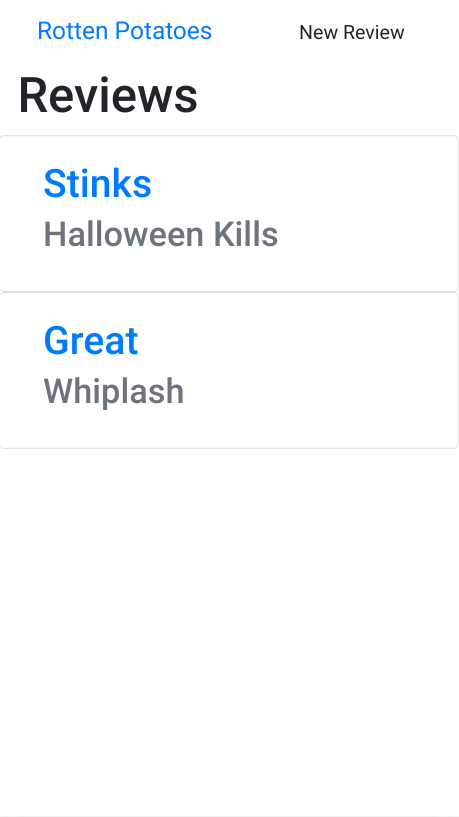 Rotten Potatoes New Review
Reviews
Stinks
Halloween Kills
Great
Whiplash